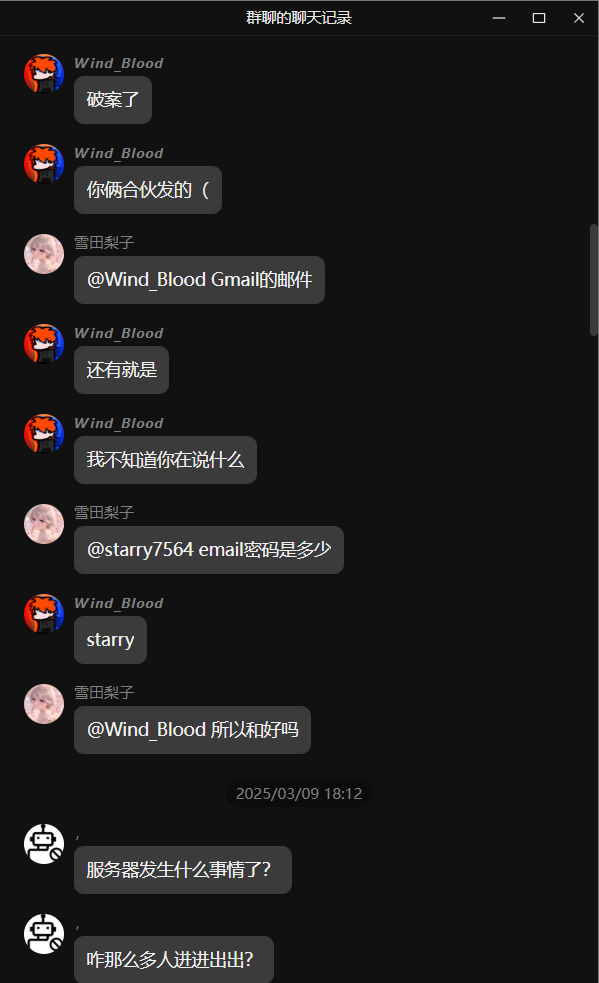 群聊的聊天记录
Wind_Blood
破案了
Wind_Blood
你俩合伙发的（
雪田梨子
@Wind_Blood Gmail的邮件
Wind_Blood
还有就是
Wind_Blood
我不知道你在说什么
雪田梨子
@starry7564 email密码是多少
Wind_Blood
starry
雪田梨子
@Wind_Blood 所以和好吗
2025/03/09 18:12
,
服务器发生什么事情了？
,
咋那么多人进进出出？